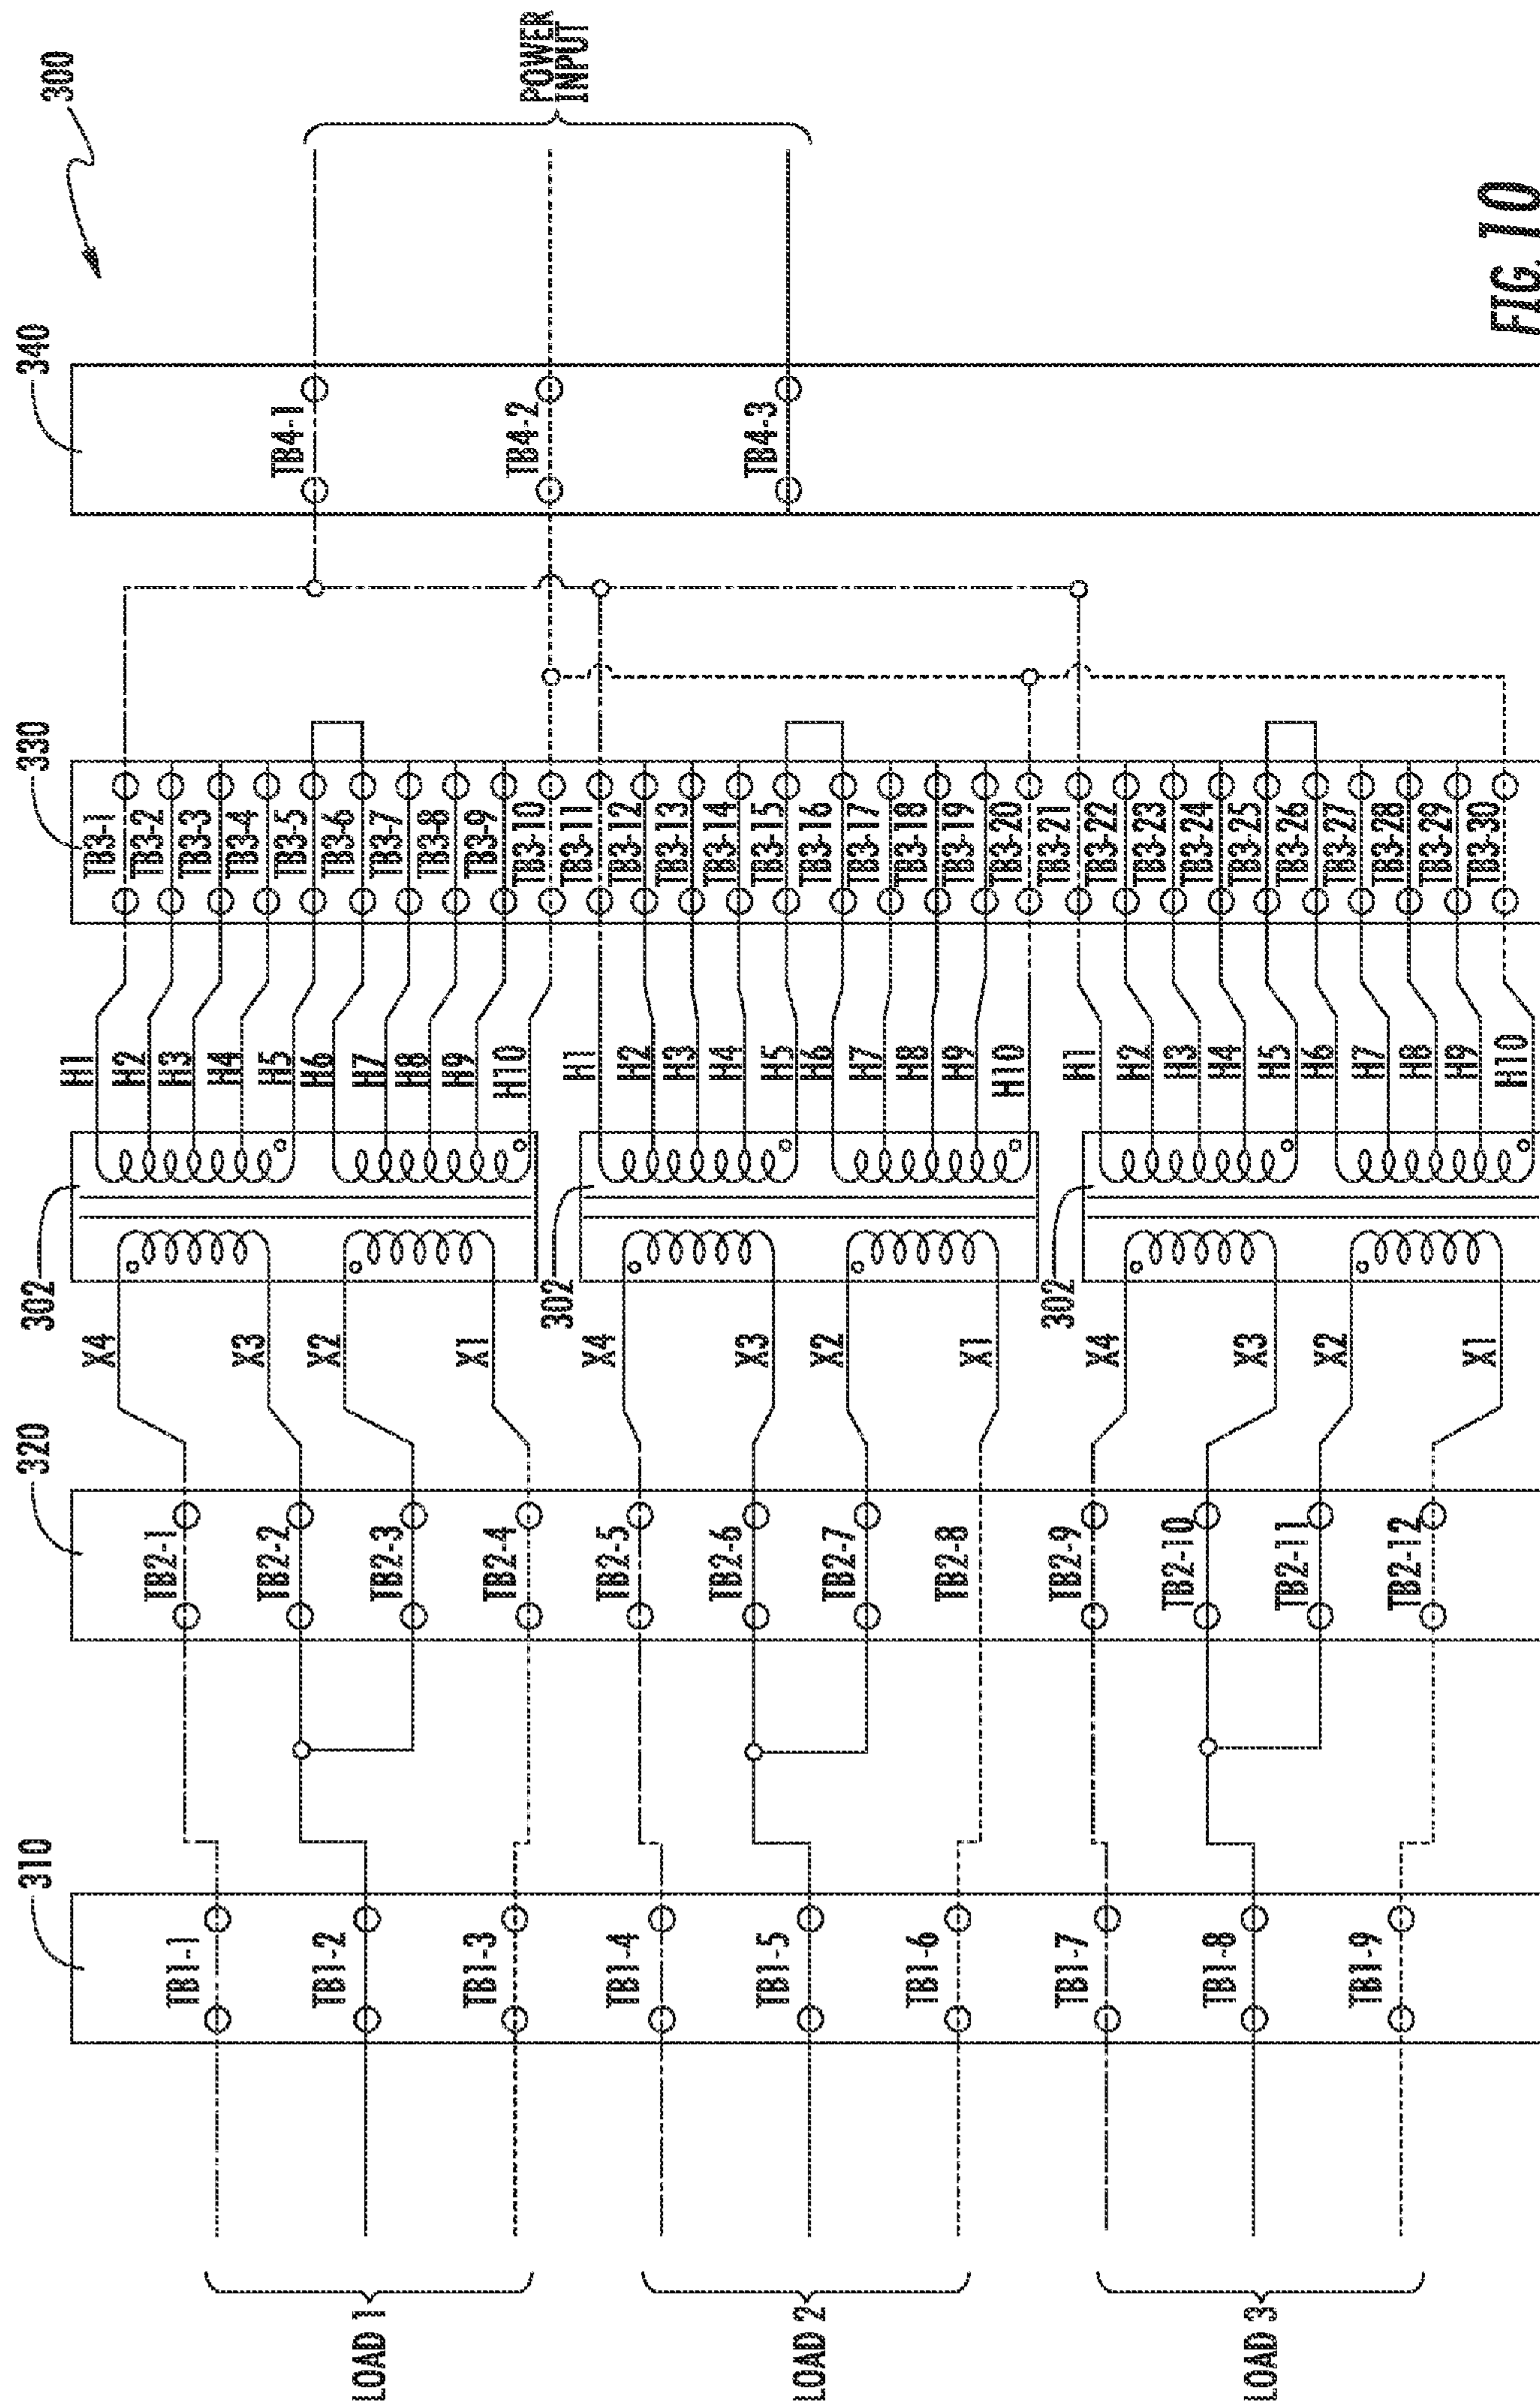 300
POWER
INPUT
340
TB4-1
TB4-2
TB4-3
330
TB3-1
TB3-2
TB3-3
TB3-4
TB3-5
TB3-6
TB3-7
TB3-8
TB3-9
TB3-10
TB3-11
TB3-12
TB3-13
TB3-14
TB3-15
TB3-16
TB3-17
TB3-18
TB3-19
TB3-20
TB3-21
TB3-22
TB3-23
TB3-24
TB3-25
TB3-26
TB3-27
TB3-28
TB3-29
TB3-30
H1
H2
H3
H4
H5
H6
H7
H8
H9
H10
H1
H2
H3
H4
H5
H6
H7
H8
H9
H10
H1
H2
H3
H4
H5
H6
H7
H8
H9
H10
302
302
302
X4
X3
X2
X1
X4
X3
X2
X1
X4
X3
X2
X1
320
TB2-1
TB2-2
TB2-3
TB2-4
TB2-5
TB2-6
TB2-7
TB2-8
TB2-9
TB2-10
TB2-11
TB2-12
310
TB1-1
TB1-2
TB1-3
TB1-4
TB1-5
TB1-6
TB1-7
TB1-8
TB1-9
LOAD 1
LOAD 2
LOAD 3
FIG. 10